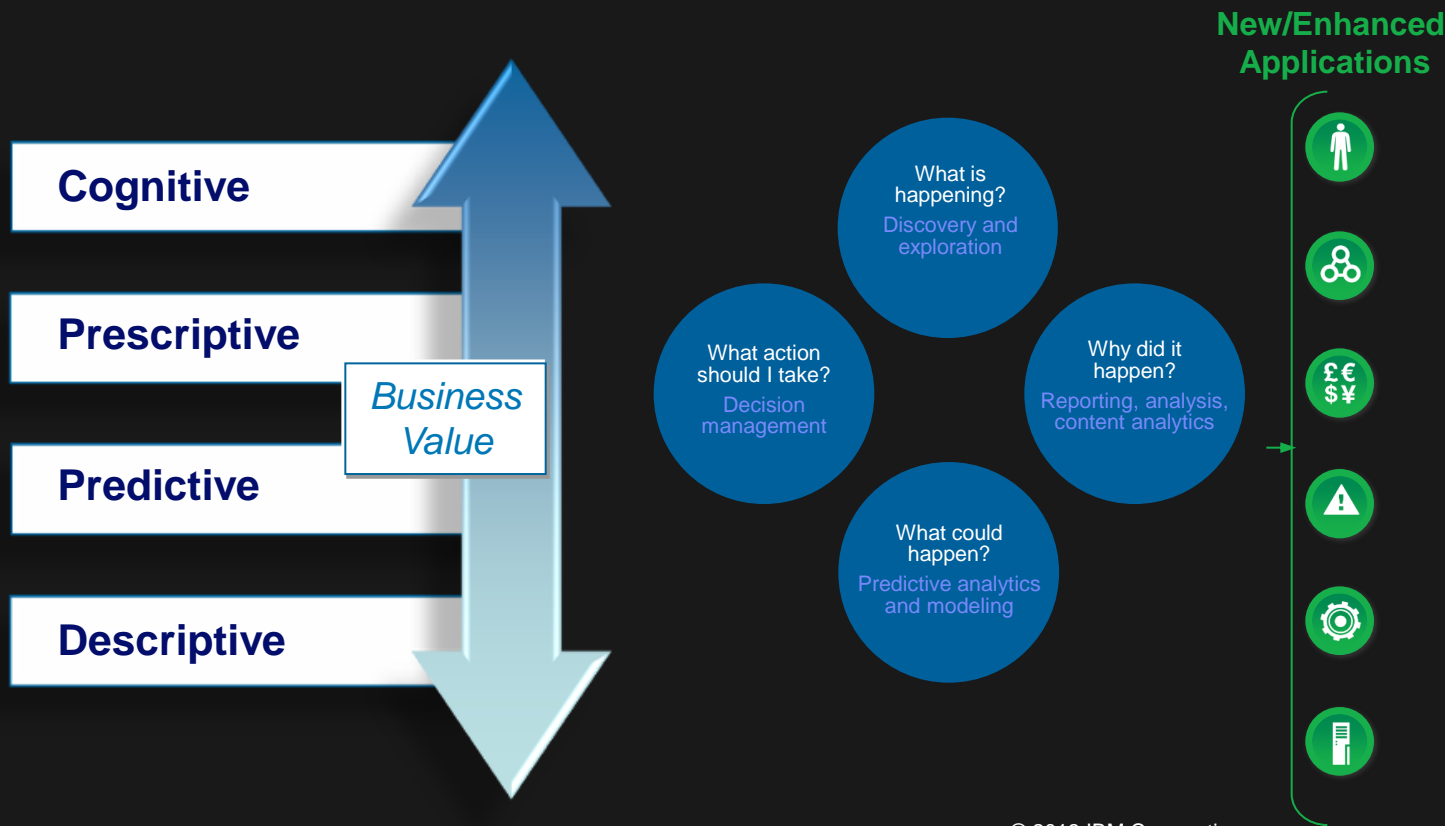 New/Enhanced
Applications
Cognitive
Prescriptive
Predictive
Descriptive
Business
Value
What is
happening?
Discovery and
exploration
What action
should I take?
Decision
management
Why did it
happen?
Reporting, analysis,
content analytics
What could
happen?
Predictive analytics
and modeling
£€
$¥
IBM